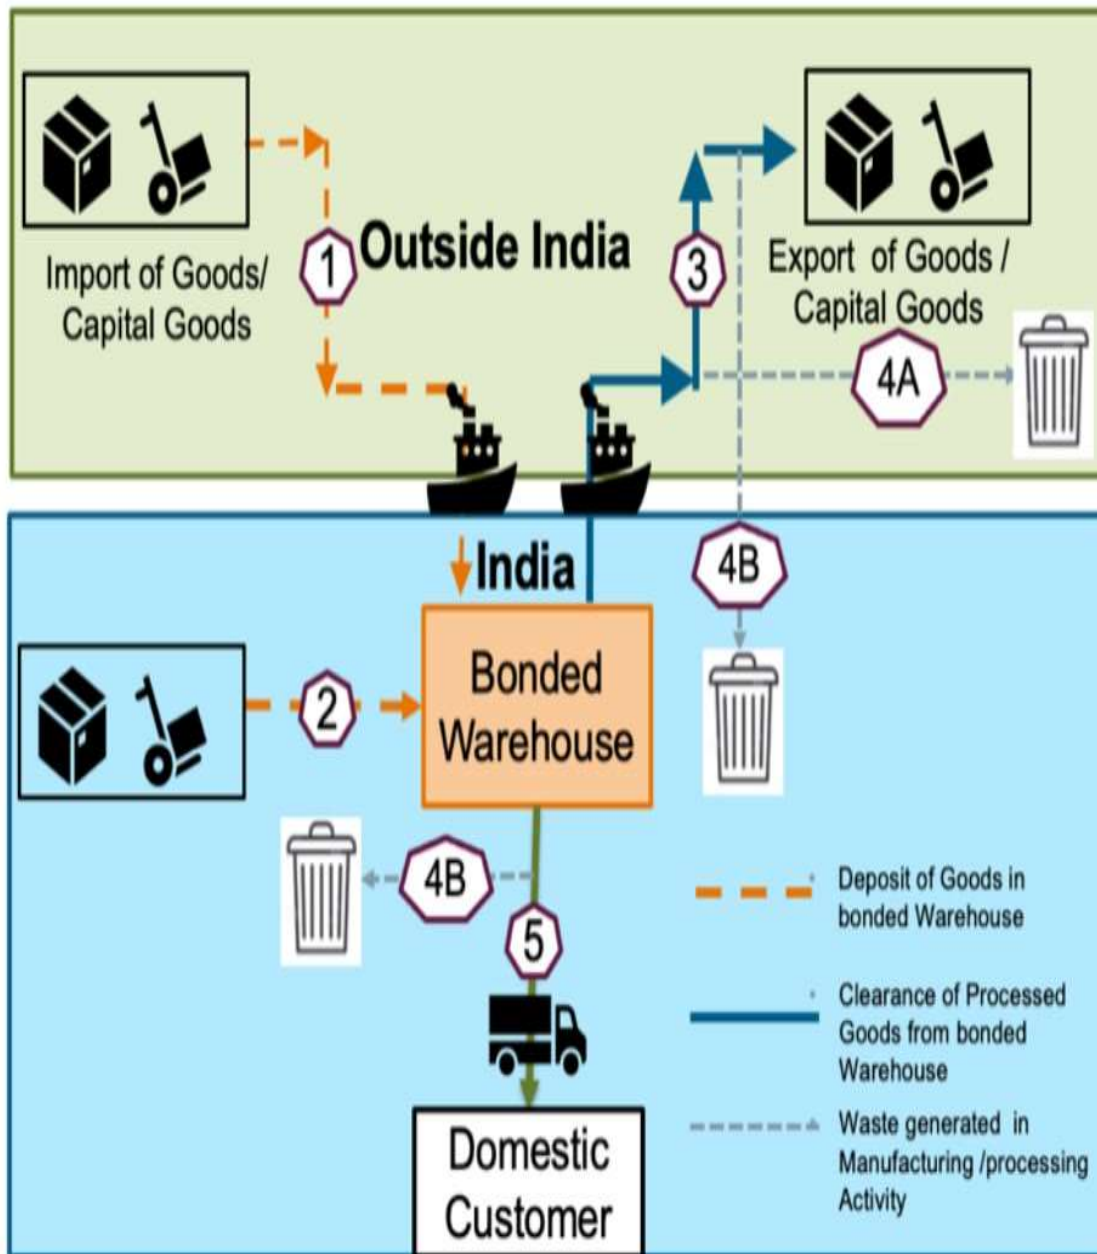 1
Outside India
3
Import of Goods/
Capital Goods
Export of Goods /
Capital Goods
4A
India
4B
Bonded
Warehouse
2
4B
5
Deposit of Goods in
bonded Warehouse
Clearance of Processed
Goods from bonded
Warehouse
Waste generated in
Manufacturing /processing
Activity
Domestic
Customer